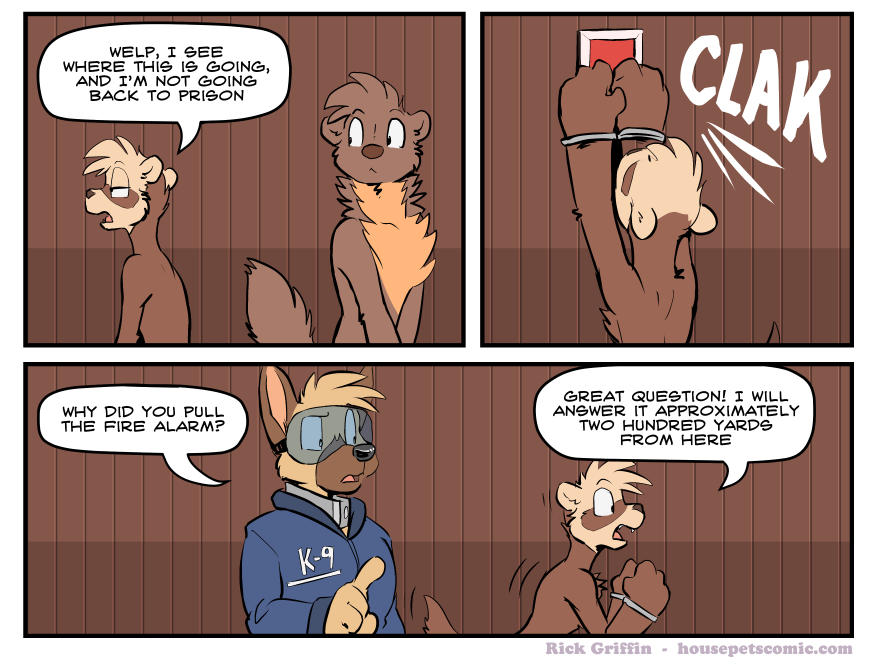 WELP, I SEE
WHERE THIS IS GOING,
AND I'M NOT GOING
BACK TO PRISON
CLAK
WHY DID YOU PULL
THE FIRE ALARM?
K-9
GREAT QUESTION! I WILL
ANSWER IT APPROXIMATELY
TWO HUNDRED YARDS
FROM HERE
Rick Griffin - housepetscomic.com